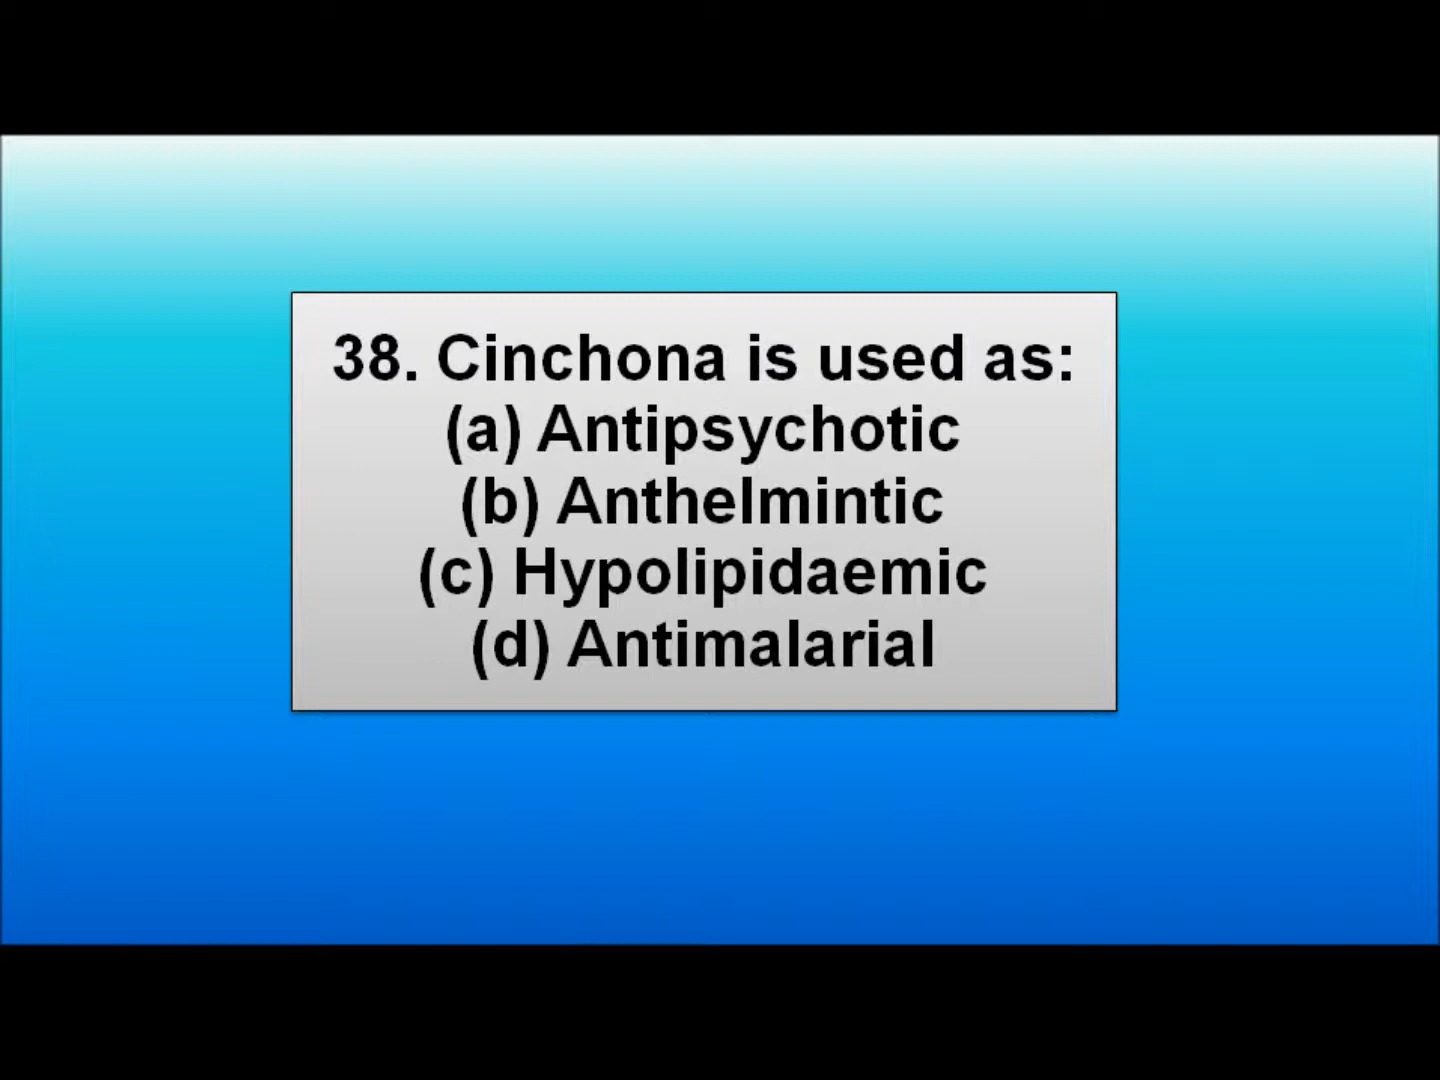 38. Cinchona is used as:
(a) Antipsychotic
(b) Anthelmintic
(c) Hypolipidaemic
(d) Antimalarial